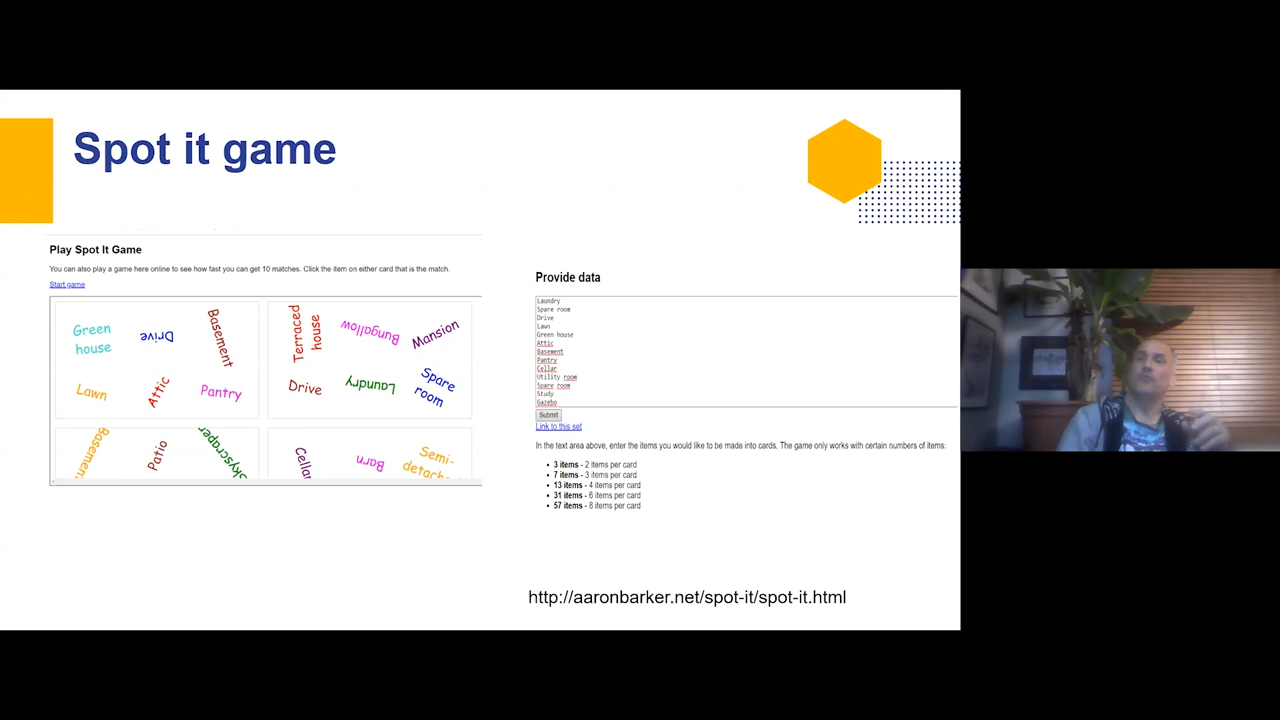 Spot it game
Play Spot It Game
You can also play a game here online to see how fast you can get 10 matches. Click the item on either card that is the match.
Start game
Green
house
Drive
Basement
Lawn
Attic
Pantry
Terraced
house
Bungallow
Mansion
Drive
Laundry
Spare
room
Basemen
Patio
Skyscraper
Cellar
Barn
Semi-
detach
Provide data
Laundry
Spare room
Drive
Lawn
Green house
Attic
Basement
Pantry
Cellar
Utility room
Spare room
Study
Gazebo
Submit
Link to this set
In the text area above, enter the items you would like to be made into cards. The game only works with certain numbers of items:
• 3 items - 2 items per card
• 7 items - 3 items per card
• 13 items - 4 items per card
• 31 items - 6 items per card
• 57 items - 8 items per card
http://aaronbarker.net/spot-it/spot-it.html